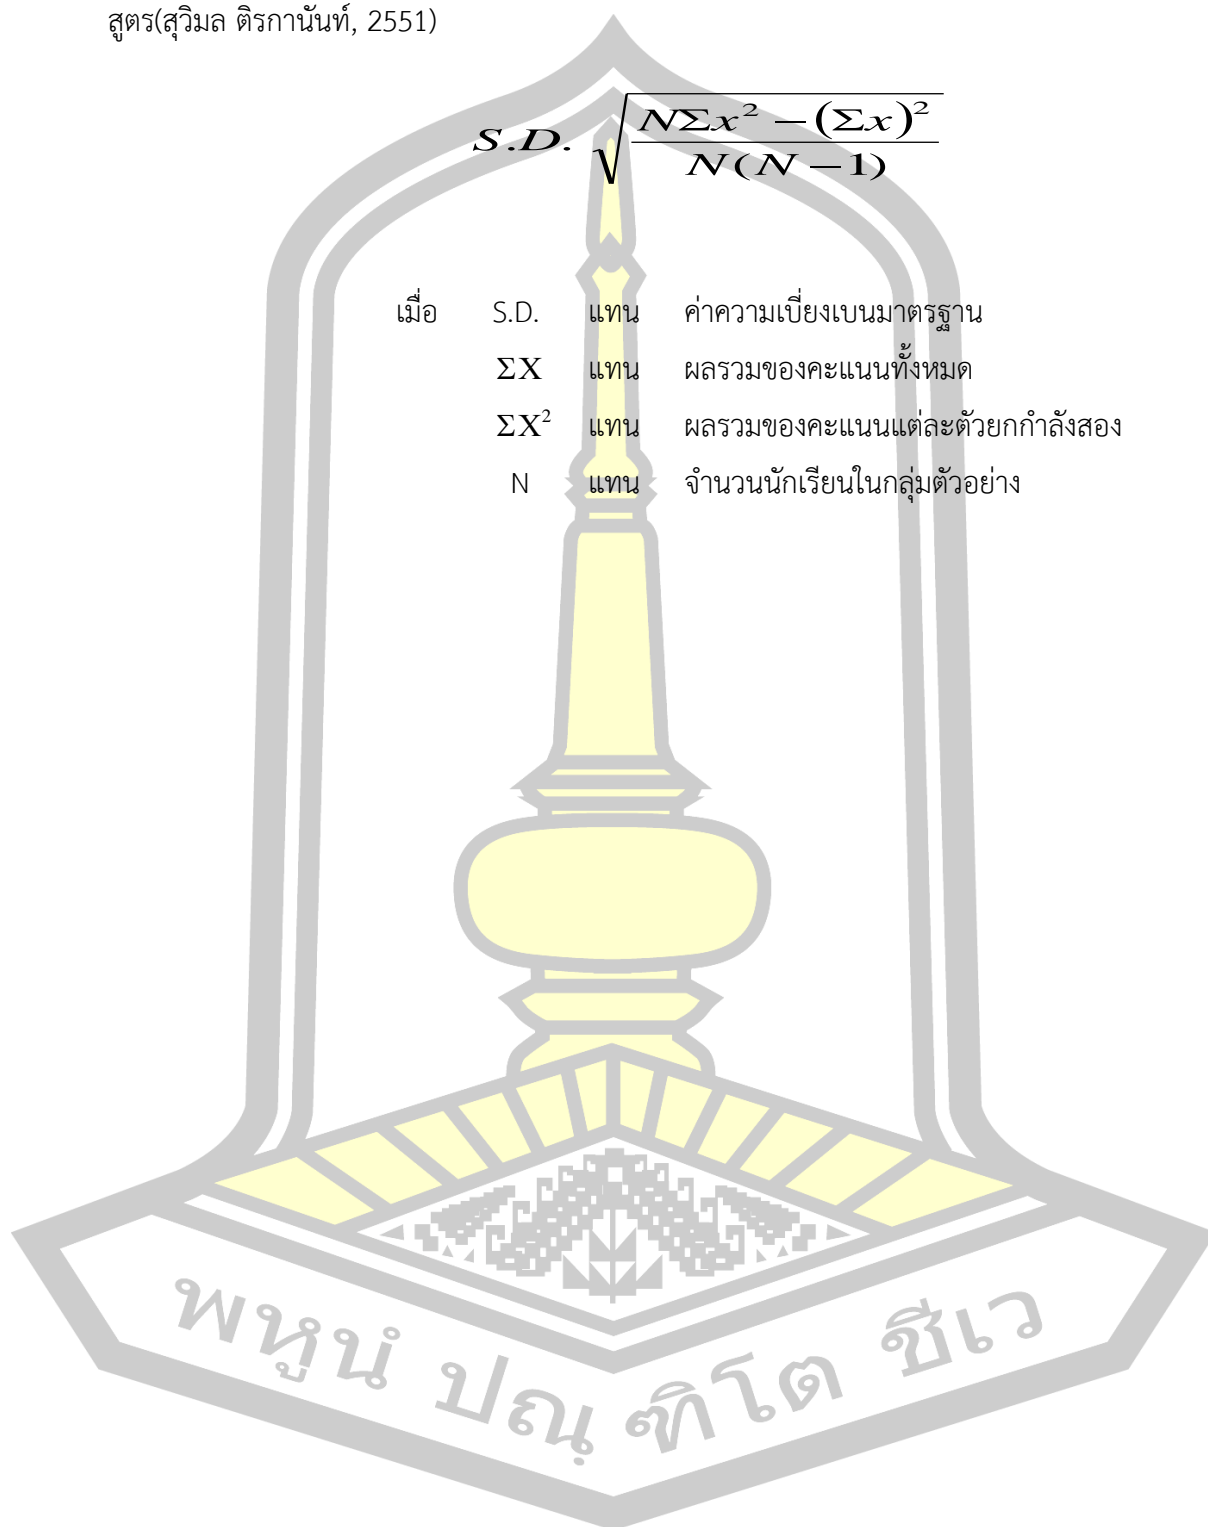 สูตร(สุวิมล ติรกานันท์, 2551)
S.D. √ NΣx² − (Σx)² / N(N − 1)
เมื่อ S.D. แทน ค่าความเบี่ยงเบนมาตรฐาน
ΣX แทน ผลรวมของคะแนนทั้งหมด
ΣX² แทน ผลรวมของคะแนนแต่ละตัวยกกำลังสอง
N แทน จำนวนนักเรียนในกลุ่มตัวอย่าง
พหูนํ ปณฺฑิโต ชีเว